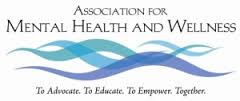 ASSOCIATION FOR
MENTAL HEALTH AND WELLNESS
To Advocate. To Educate. To Empower. Together.